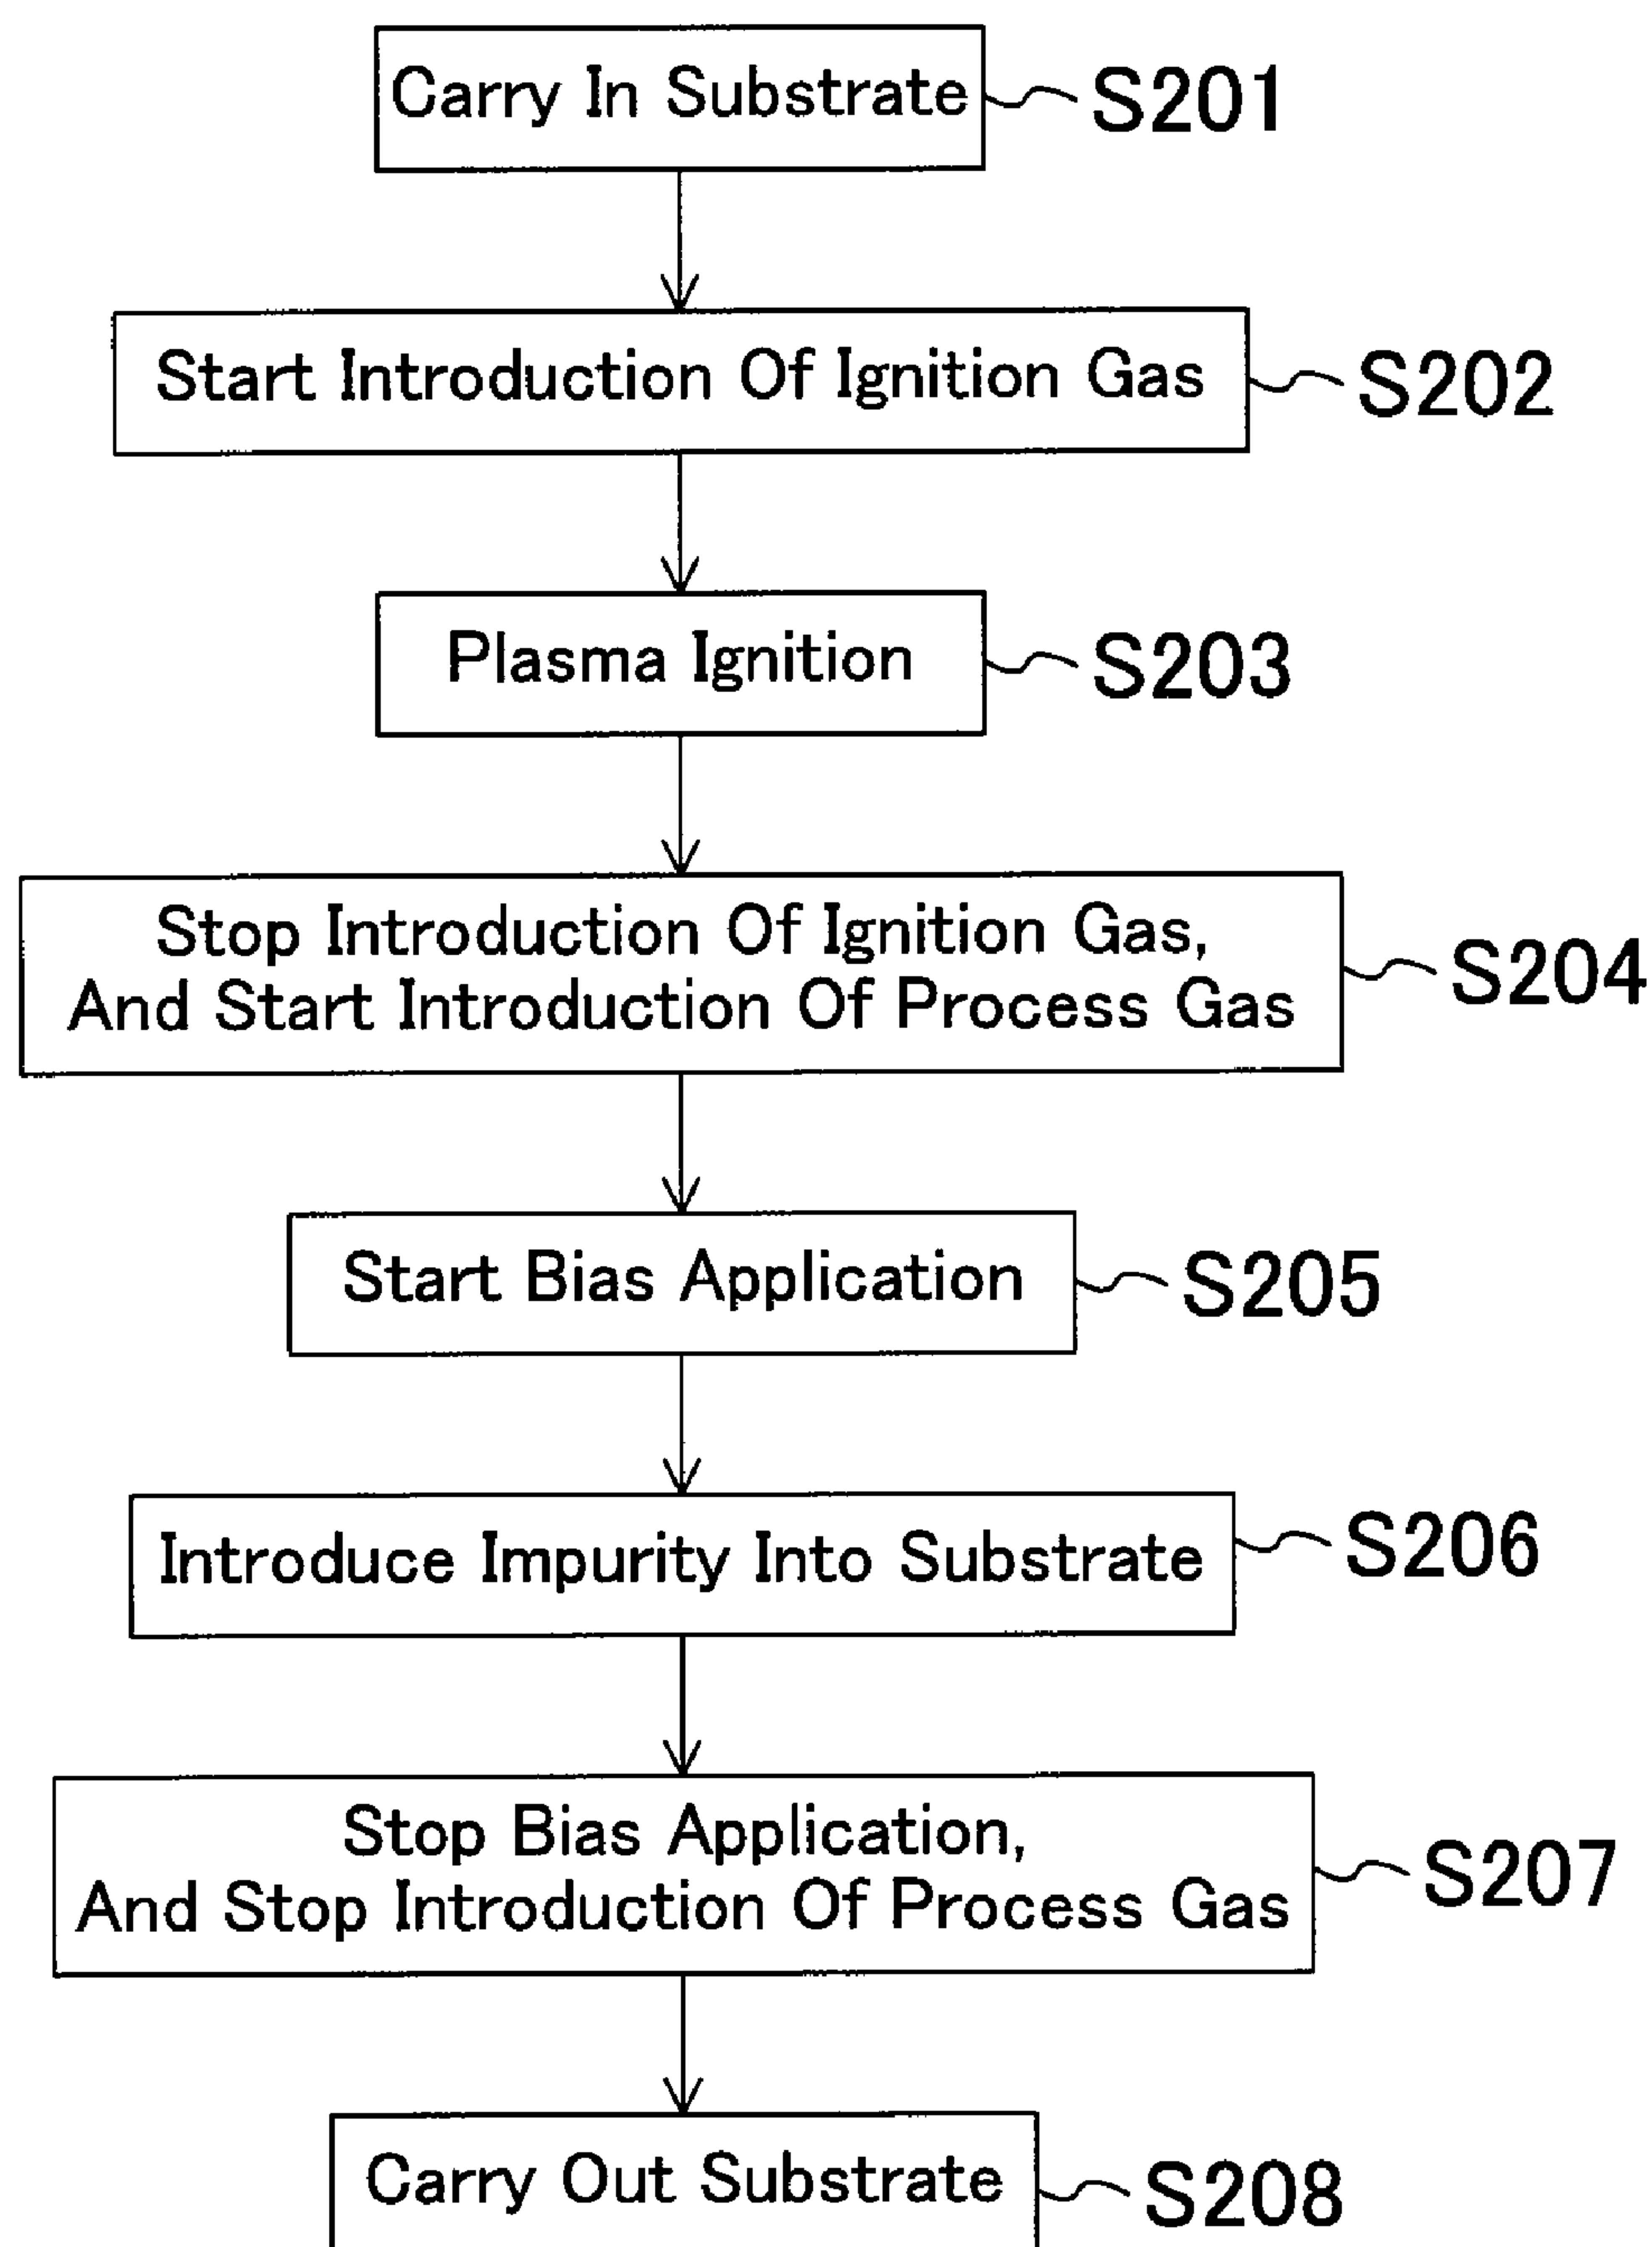 Carry In Substrate
S201
Start Introduction Of Ignition Gas
S202
Plasma Ignition
S203
Stop Introduction Of Ignition Gas,
And Start Introduction Of Process Gas
S204
Start Bias Application
S205
Introduce Impurity Into Substrate
S206
Stop Bias Application,
And Stop Introduction Of Process Gas
S207
Carry Out Substrate
S208